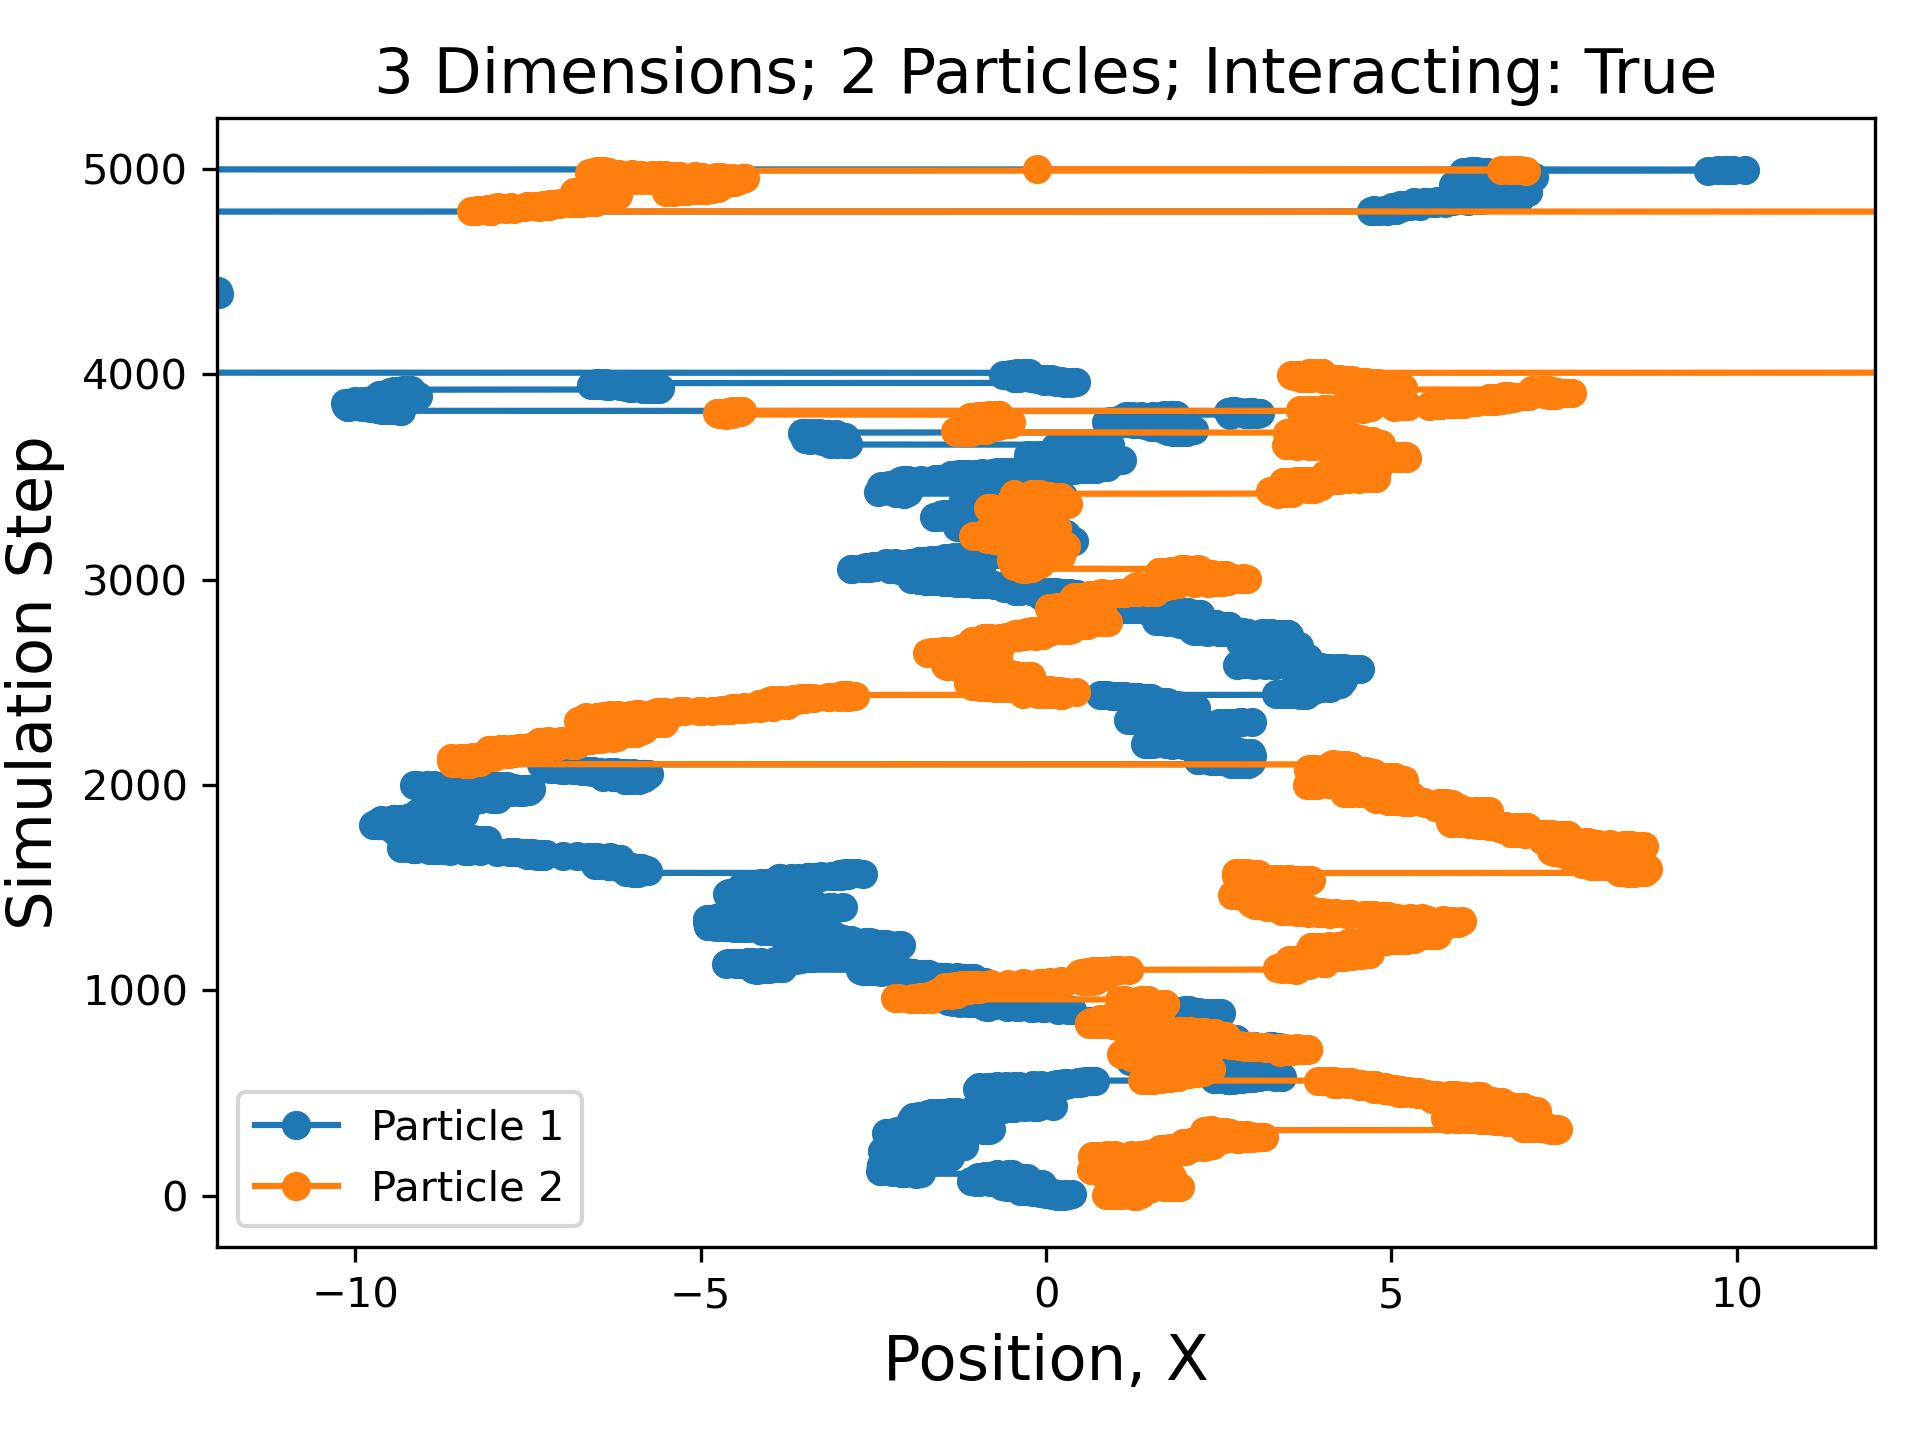 3 Dimensions; 2 Particles; Interacting: True
Simulation Step
5000
4000
3000
2000
1000
0
Particle 1
Particle 2
−10
−5
0
5
10
Position, X